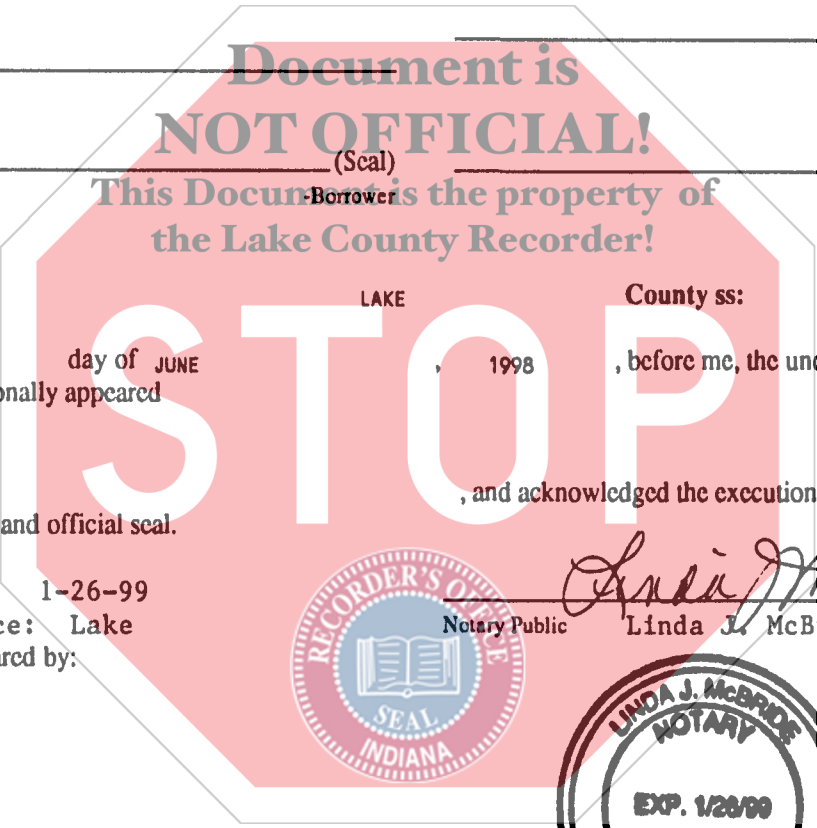 Document is
NOT OFFICIAL!
(Seal)
This Document is the property of
-Borrower
the Lake County Recorder!
LAKE County ss:
STOP
day of JUNE , 1998 , before me, the und
onally appeared
, and acknowledged the execution
and official seal.
1-26-99
Linda
ce: Lake
Notary Public Linda J. McB
ared by:
RECORDER'S OFFICE
SEAL
INDIANA
LINDA J. McBRIDE
NOTARY
EXP. 1/26/99